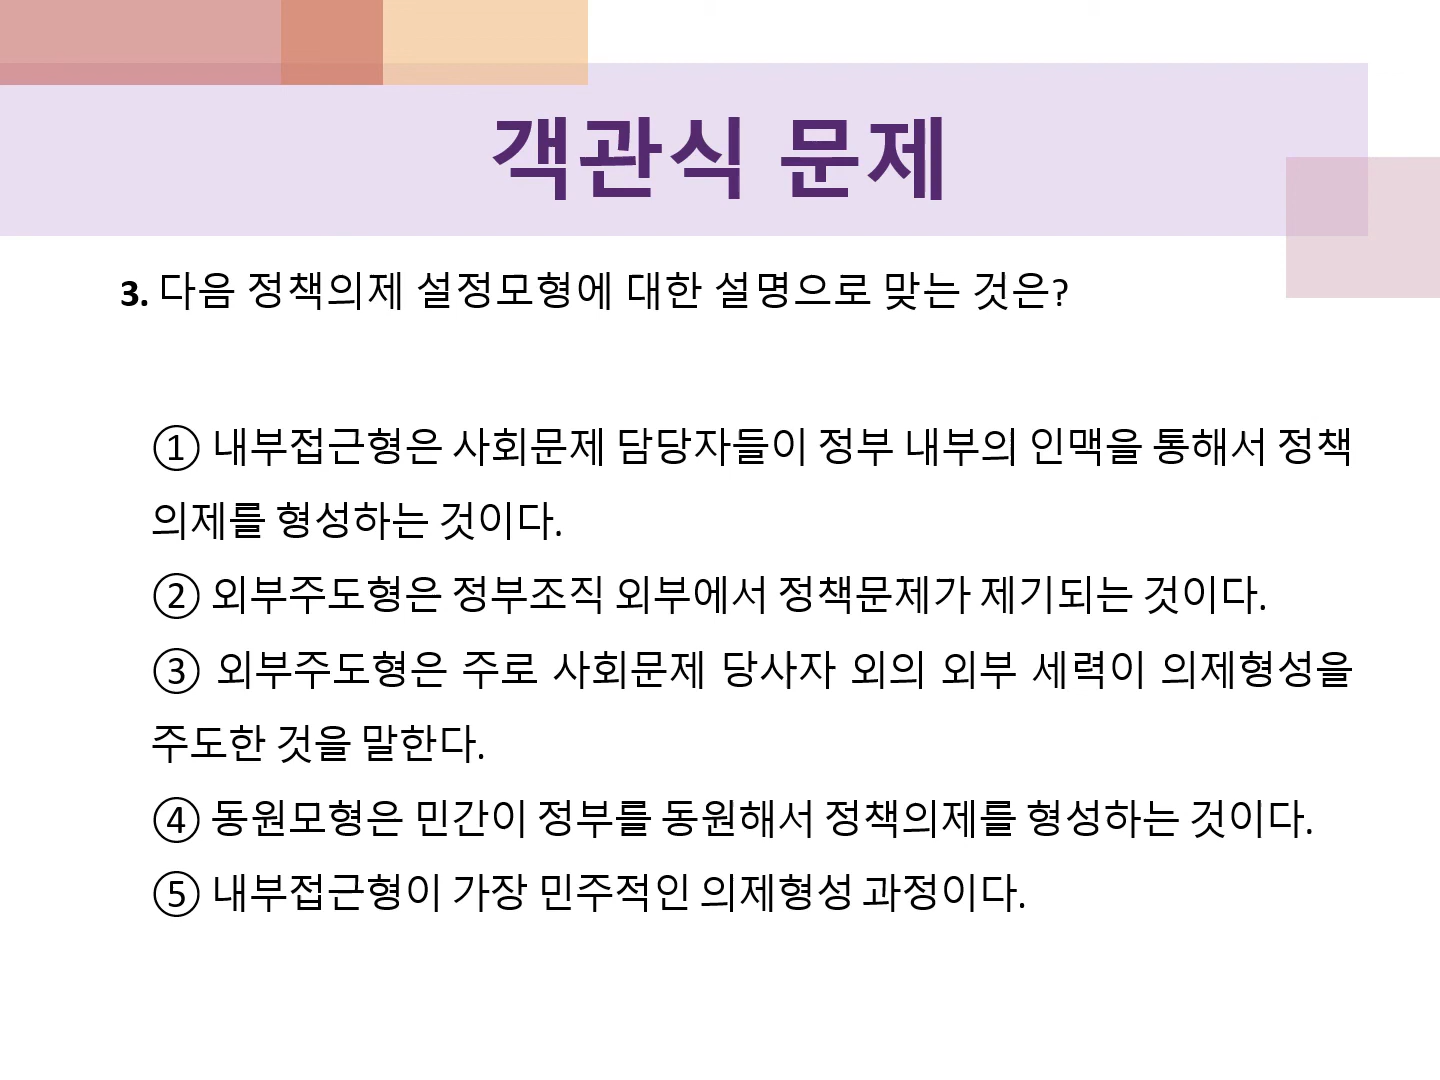 객관식 문제
3. 다음 정책의제 설정모형에 대한 설명으로 맞는 것은?
① 내부접근형은 사회문제 담당자들이 정부 내부의 인맥을 통해서 정책
의제를 형성하는 것이다.
② 외부주도형은 정부조직 외부에서 정책문제가 제기되는 것이다.
③ 외부주도형은 주로 사회문제 당사자 외의 외부 세력이 의제형성을
주도한 것을 말한다.
④ 동원모형은 민간이 정부를 동원해서 정책의제를 형성하는 것이다.
⑤ 내부접근형이 가장 민주적인 의제형성 과정이다.